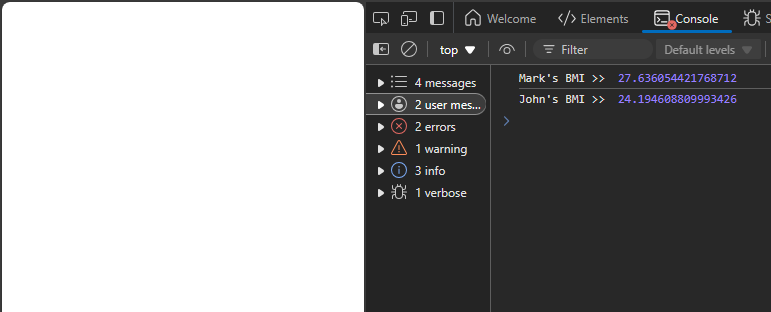 Welcome Elements Console S
top Filter Default levels
4 messages
2 user mes...
2 errors
1 warning
3 info
1 verbose
Mark's BMI >> 27.636054421768712
John's BMI >> 24.194608809993426
>